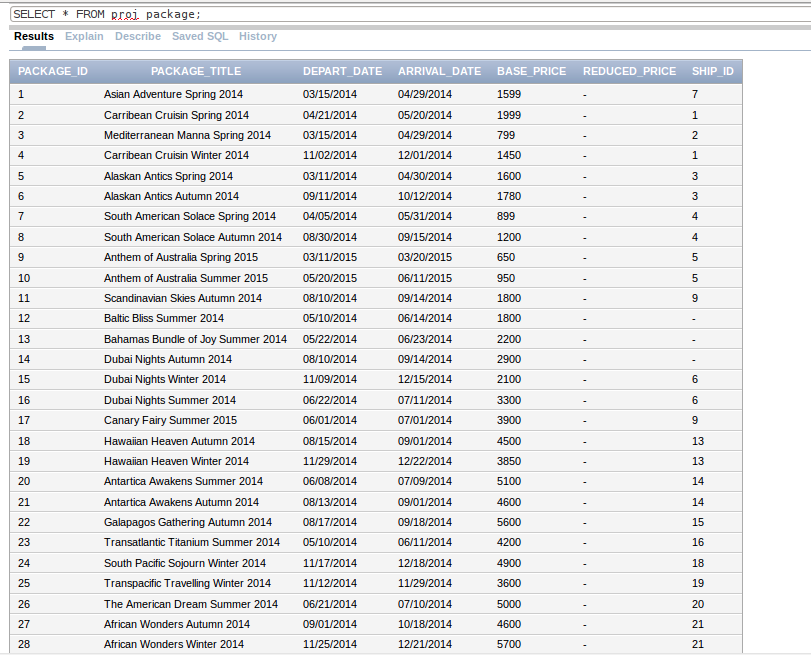 SELECT * FROM proj_package;
Results Explain Describe Saved SQL History
PACKAGE_ID PACKAGE_TITLE DEPART_DATE ARRIVAL_DATE BASE_PRICE REDUCED_PRICE SHIP_ID
1 Asian Adventure Spring 2014 03/15/2014 04/29/2014 1599 - 7
2 Carribean Cruisin Spring 2014 04/21/2014 05/20/2014 1999 - 1
3 Mediterranean Manna Spring 2014 03/15/2014 04/29/2014 799 - 2
4 Carribean Cruisin Winter 2014 11/02/2014 12/01/2014 1450 - 1
5 Alaskan Antics Spring 2014 03/11/2014 04/30/2014 1600 - 3
6 Alaskan Antics Autumn 2014 09/11/2014 10/12/2014 1780 - 3
7 South American Solace Spring 2014 04/05/2014 05/31/2014 899 - 4
8 South American Solace Autumn 2014 08/30/2014 09/15/2014 1200 - 4
9 Anthem of Australia Spring 2015 03/11/2015 03/20/2015 650 - 5
10 Anthem of Australia Summer 2015 05/20/2015 06/11/2015 950 - 5
11 Scandinavian Skies Autumn 2014 08/10/2014 09/14/2014 1800 - 9
12 Baltic Bliss Summer 2014 05/10/2014 06/14/2014 1800 - -
13 Bahamas Bundle of Joy Summer 2014 05/22/2014 06/23/2014 2200 - -
14 Dubai Nights Autumn 2014 08/10/2014 09/14/2014 2900 - -
15 Dubai Nights Winter 2014 11/09/2014 12/15/2014 2100 - 6
16 Dubai Nights Summer 2014 06/22/2014 07/11/2014 3300 - 6
17 Canary Fairy Summer 2015 06/01/2014 07/01/2014 3900 - 9
18 Hawaiian Heaven Autumn 2014 08/15/2014 09/01/2014 4500 - 13
19 Hawaiian Heaven Winter 2014 11/29/2014 12/22/2014 3850 - 13
20 Antartica Awakens Summer 2014 06/08/2014 07/09/2014 5100 - 14
21 Antartica Awakens Autumn 2014 08/13/2014 09/01/2014 4600 - 14
22 Galapagos Gathering Autumn 2014 08/17/2014 09/18/2014 5600 - 15
23 Transatlantic Titanium Summer 2014 05/10/2014 06/11/2014 4200 - 16
24 South Pacific Sojourn Winter 2014 11/17/2014 12/18/2014 4900 - 18
25 Transpacific Travelling Winter 2014 11/12/2014 11/29/2014 3600 - 19
26 The American Dream Summer 2014 06/21/2014 07/10/2014 5000 - 20
27 African Wonders Autumn 2014 09/01/2014 10/18/2014 4600 - 21
28 African Wonders Winter 2014 11/25/2014 12/21/2014 5700 - 21